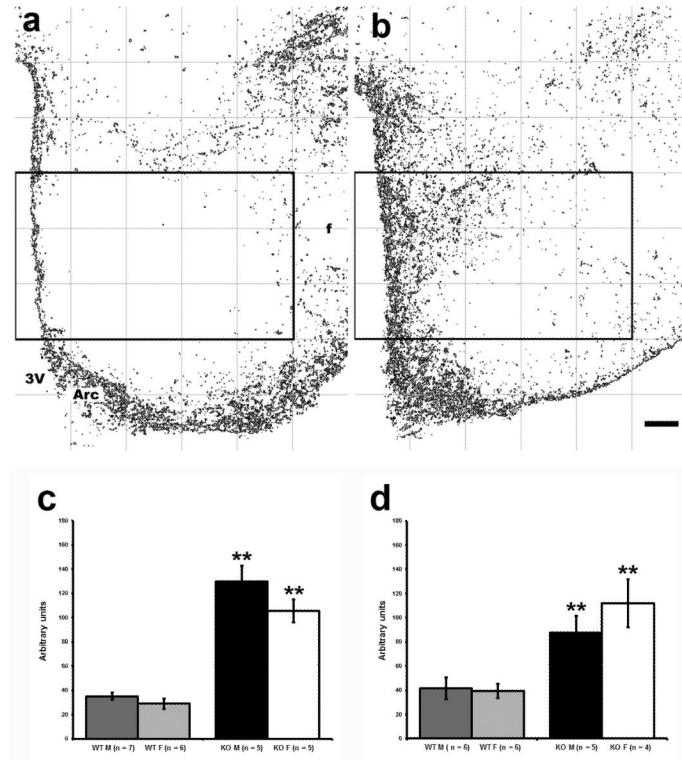 a
b
f
3V
Arc
c
180
160
140
120
100
80
60
40
20
0
Arbitrary units
**
**
WT M (n = 7)
WT F (n = 6)
KO M (n = 5)
KO F (n = 5)
d
180
160
140
120
100
80
60
40
20
0
Arbitrary units
**
**
WT M ( n = 6)
WT F (n = 6)
KO M (n = 5)
KO F (n = 4)